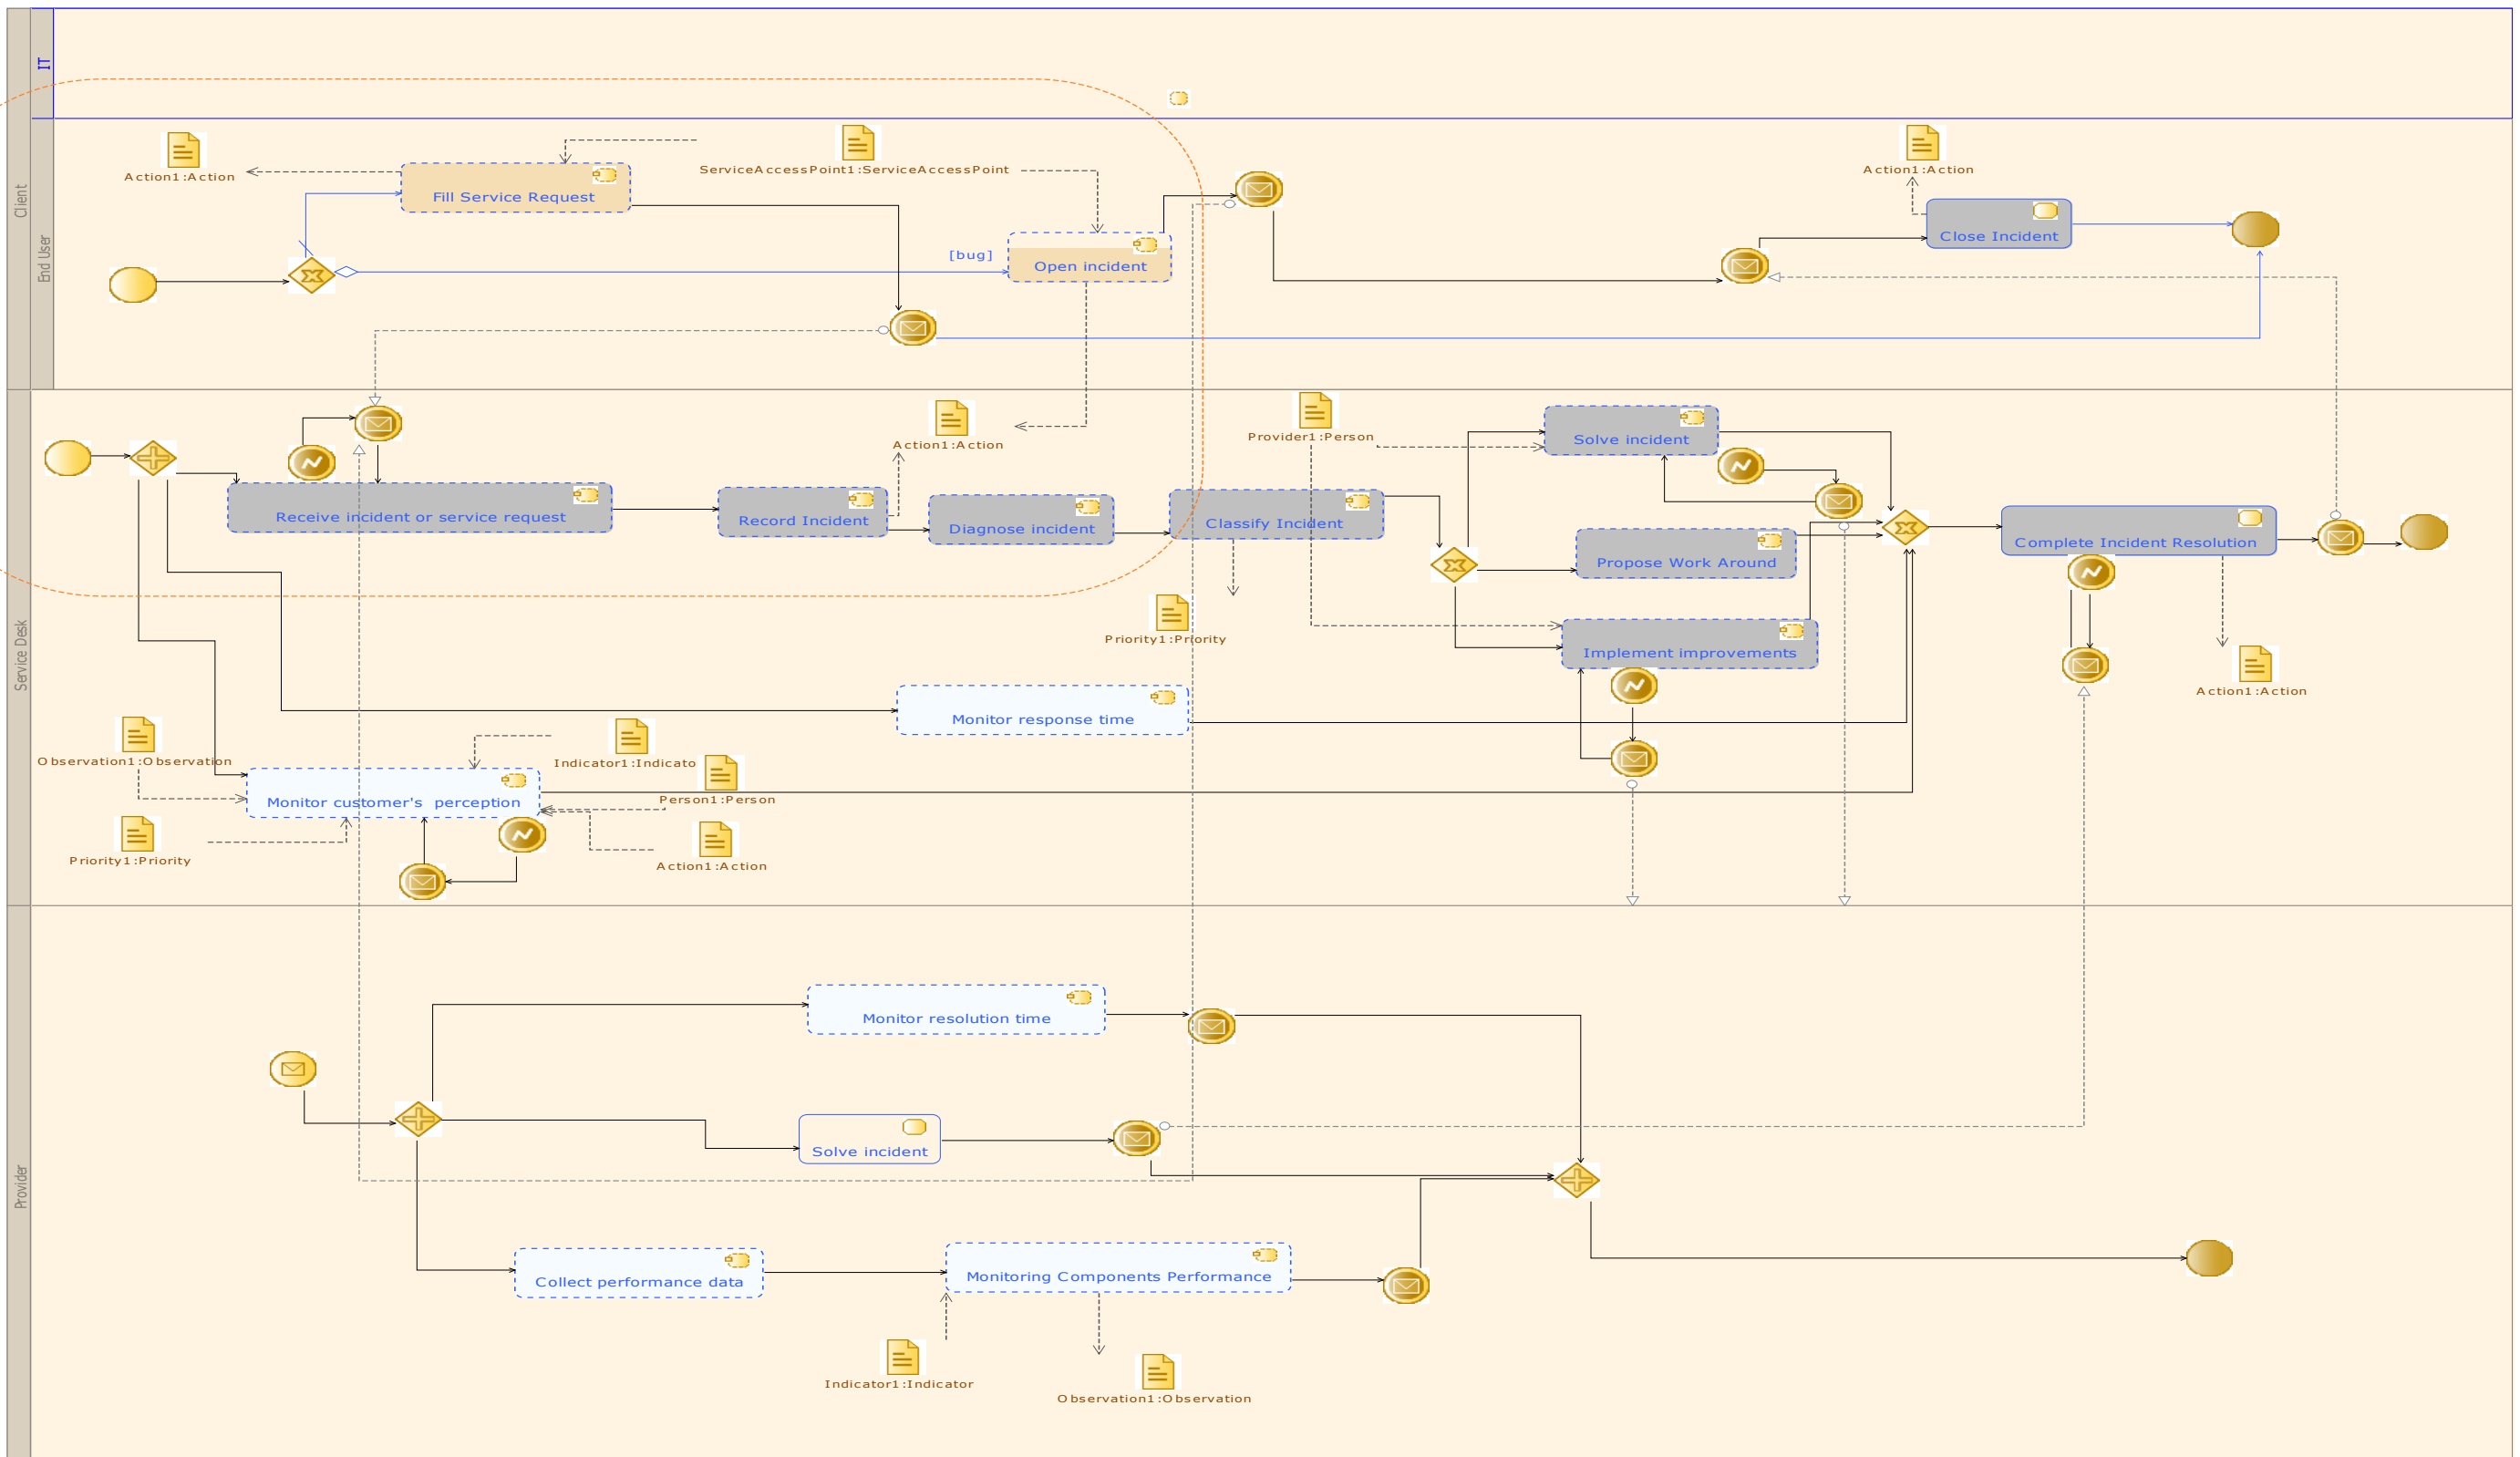 IT
Client
End User
Action1:Action
Fill Service Request
ServiceAccessPoint1:ServiceAccessPoint
[bug]
Open incident
Action1:Action
Close Incident
Service Desk
Receive incident or service request
Record Incident
Action1:Action
Diagnose incident
Classify Incident
Provider1:Person
Priority1:Priority
Solve incident
Propose Work Around
Implement improvements
Complete Incident Resolution
Action1:Action
Monitor response time
Observation1:Observation
Indicator1:Indicato
Person1:Person
Monitor customer's perception
Priority1:Priority
Action1:Action
Provider
Monitor resolution time
Solve incident
Collect performance data
Monitoring Components Performance
Indicator1:Indicator
Observation1:Observation